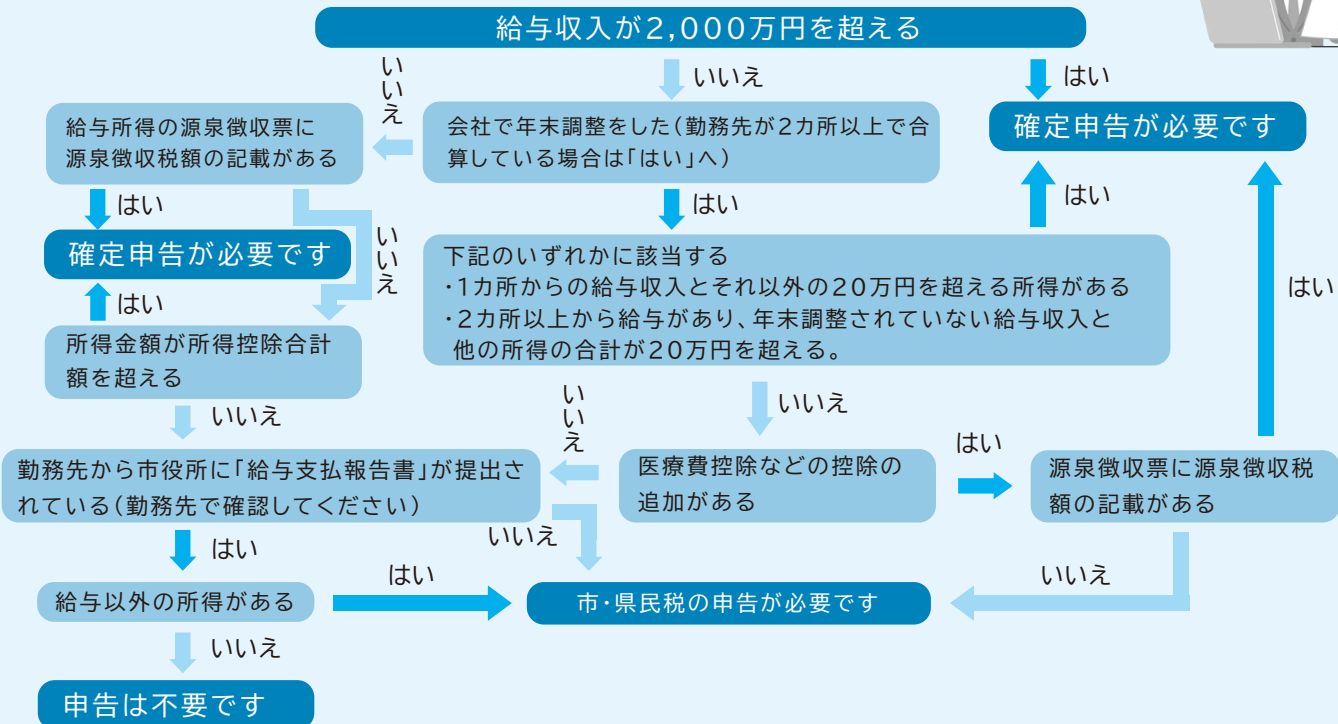 給与収入が2,000万円を超える
いいえ
いいえ
はい
給与所得の源泉徴収票に
源泉徴収税額の記載がある
会社で年末調整をした(勤務先が2カ所以上で合
算している場合は「はい」へ)
確定申告が必要です
はい
いいえ
はい
はい
確定申告が必要です
はい
下記のいずれかに該当する
・1カ所からの給与収入とそれ以外の20万円を超える所得がある
・2カ所以上から給与があり、年末調整されていない給与収入と
他の所得の合計が20万円を超える。
はい
所得金額が所得控除合計
額を超える
いいえ
いいえ
いいえ
はい
勤務先から市役所に「給与支払報告書」が提出さ
れている(勤務先で確認してください)
医療費控除などの控除の
追加がある
源泉徴収票に源泉徴収税
額の記載がある
はい
いいえ
給与以外の所得がある
はい
市・県民税の申告が必要です
いいえ
いいえ
申告は不要です